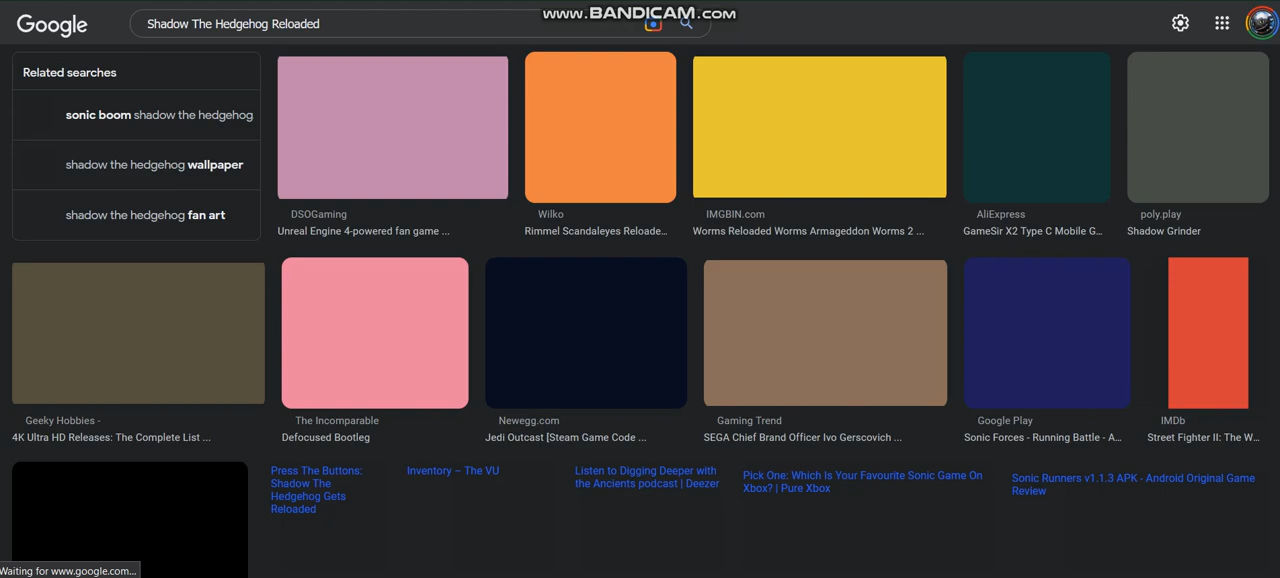 www.BANDICAM.com
Google
Shadow The Hedgehog Reloaded
Related searches
sonic boom shadow the hedgehog
shadow the hedgehog wallpaper
shadow the hedgehog fan art
DSOGaming
Unreal Engine 4-powered fan game ...
Wilko
Rimmel Scandaleyes Reloade...
IMGBIN.com
Worms Reloaded Worms Armageddon Worms 2 ...
AliExpress
GameSir X2 Type C Mobile G...
poly.play
Shadow Grinder
Geeky Hobbies -
4K Ultra HD Releases: The Complete List ...
The Incomparable
Defocused Bootleg
Newegg.com
Jedi Outcast [Steam Game Code ...
Gaming Trend
SEGA Chief Brand Officer Ivo Gerscovich ...
Google Play
Sonic Forces - Running Battle - A...
IMDb
Street Fighter II: The W...
Press The Buttons:
Shadow The
Hedgehog Gets
Reloaded
Inventory – The VU
Listen to Digging Deeper with
the Ancients podcast | Deezer
Pick One: Which Is Your Favourite Sonic Game On
Xbox? | Pure Xbox
Sonic Runners v1.1.3 APK - Android Original Game
Review
Waiting for www.google.com...